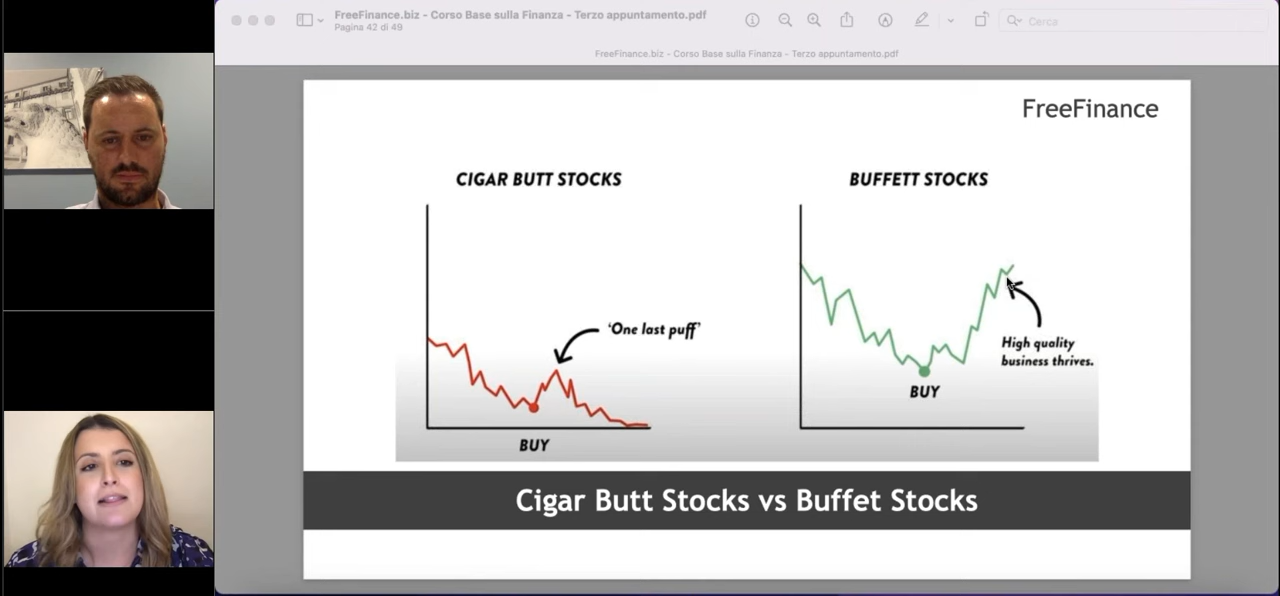 FreeFinance.biz - Corso Base sulla Finanza - Terzo appuntamento.pdf
Pagina 42 di 49
Cerca
FreeFinance.biz - Corso Base sulla Finanza - Terzo appuntamento.pdf
FreeFinance
CIGAR BUTT STOCKS
BUFFETT STOCKS
'One last puff'
High quality
business thrives.
BUY
BUY
Cigar Butt Stocks vs Buffet Stocks